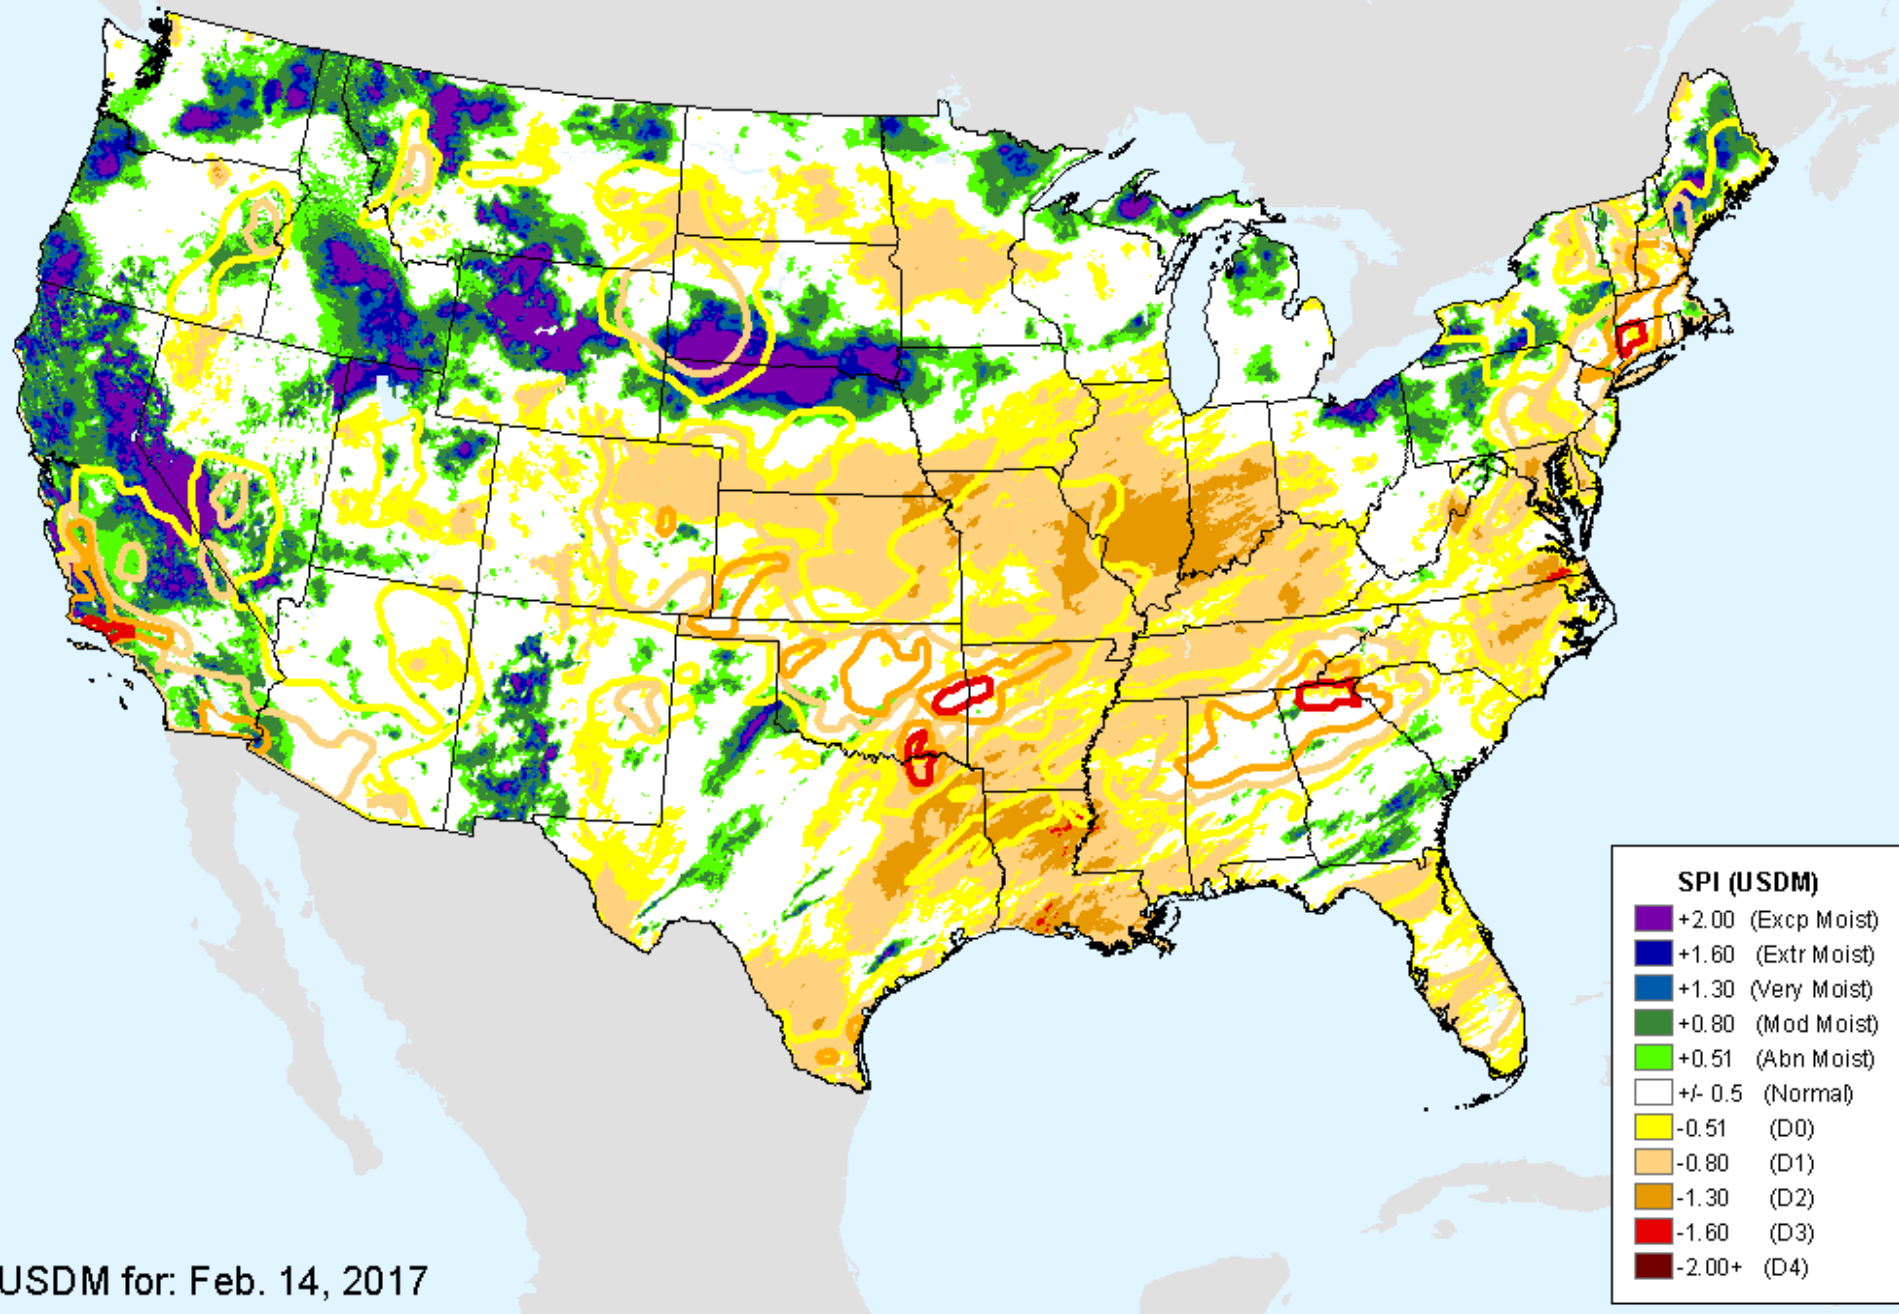 SPI (USDM)
+2.00 (Excp Moist)
+1.60 (Extr Moist)
+1.30 (Very Moist)
+0.80 (Mod Moist)
+0.51 (Abn Moist)
+/- 0.5 (Normal)
-0.51 (D0)
-0.80 (D1)
-1.30 (D2)
-1.60 (D3)
-2.00+ (D4)
USDM for: Feb. 14, 2017